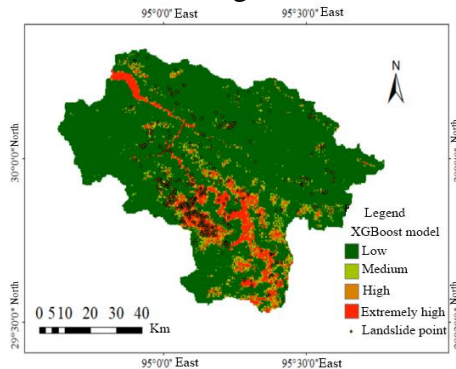 95°0'0" East 95°30'0" East
N
30°0'0" North
Legend
XGBoost model
Low
Medium
High
Extremely high
Landslide point
0 5 10 20 30 40
Km
29°30'0" North
95°0'0" East 95°30'0" East